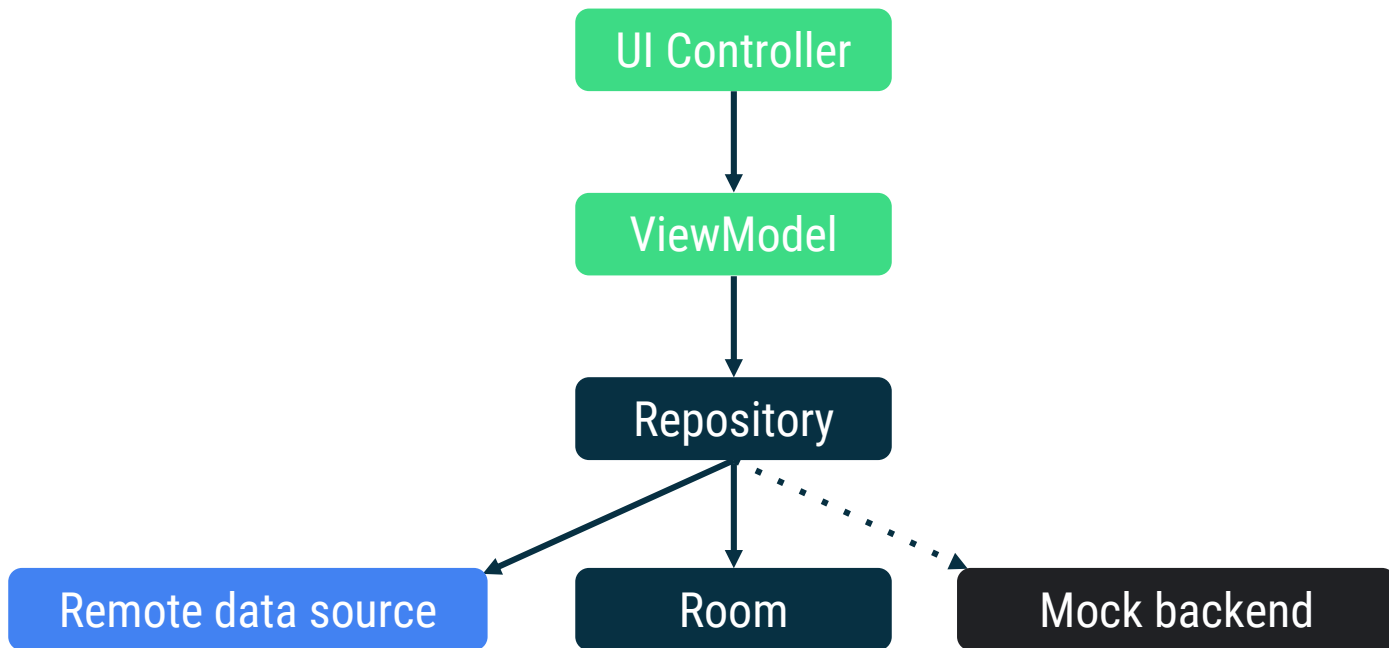 UI Controller
ViewModel
Repository
Remote data source
Room
Mock backend